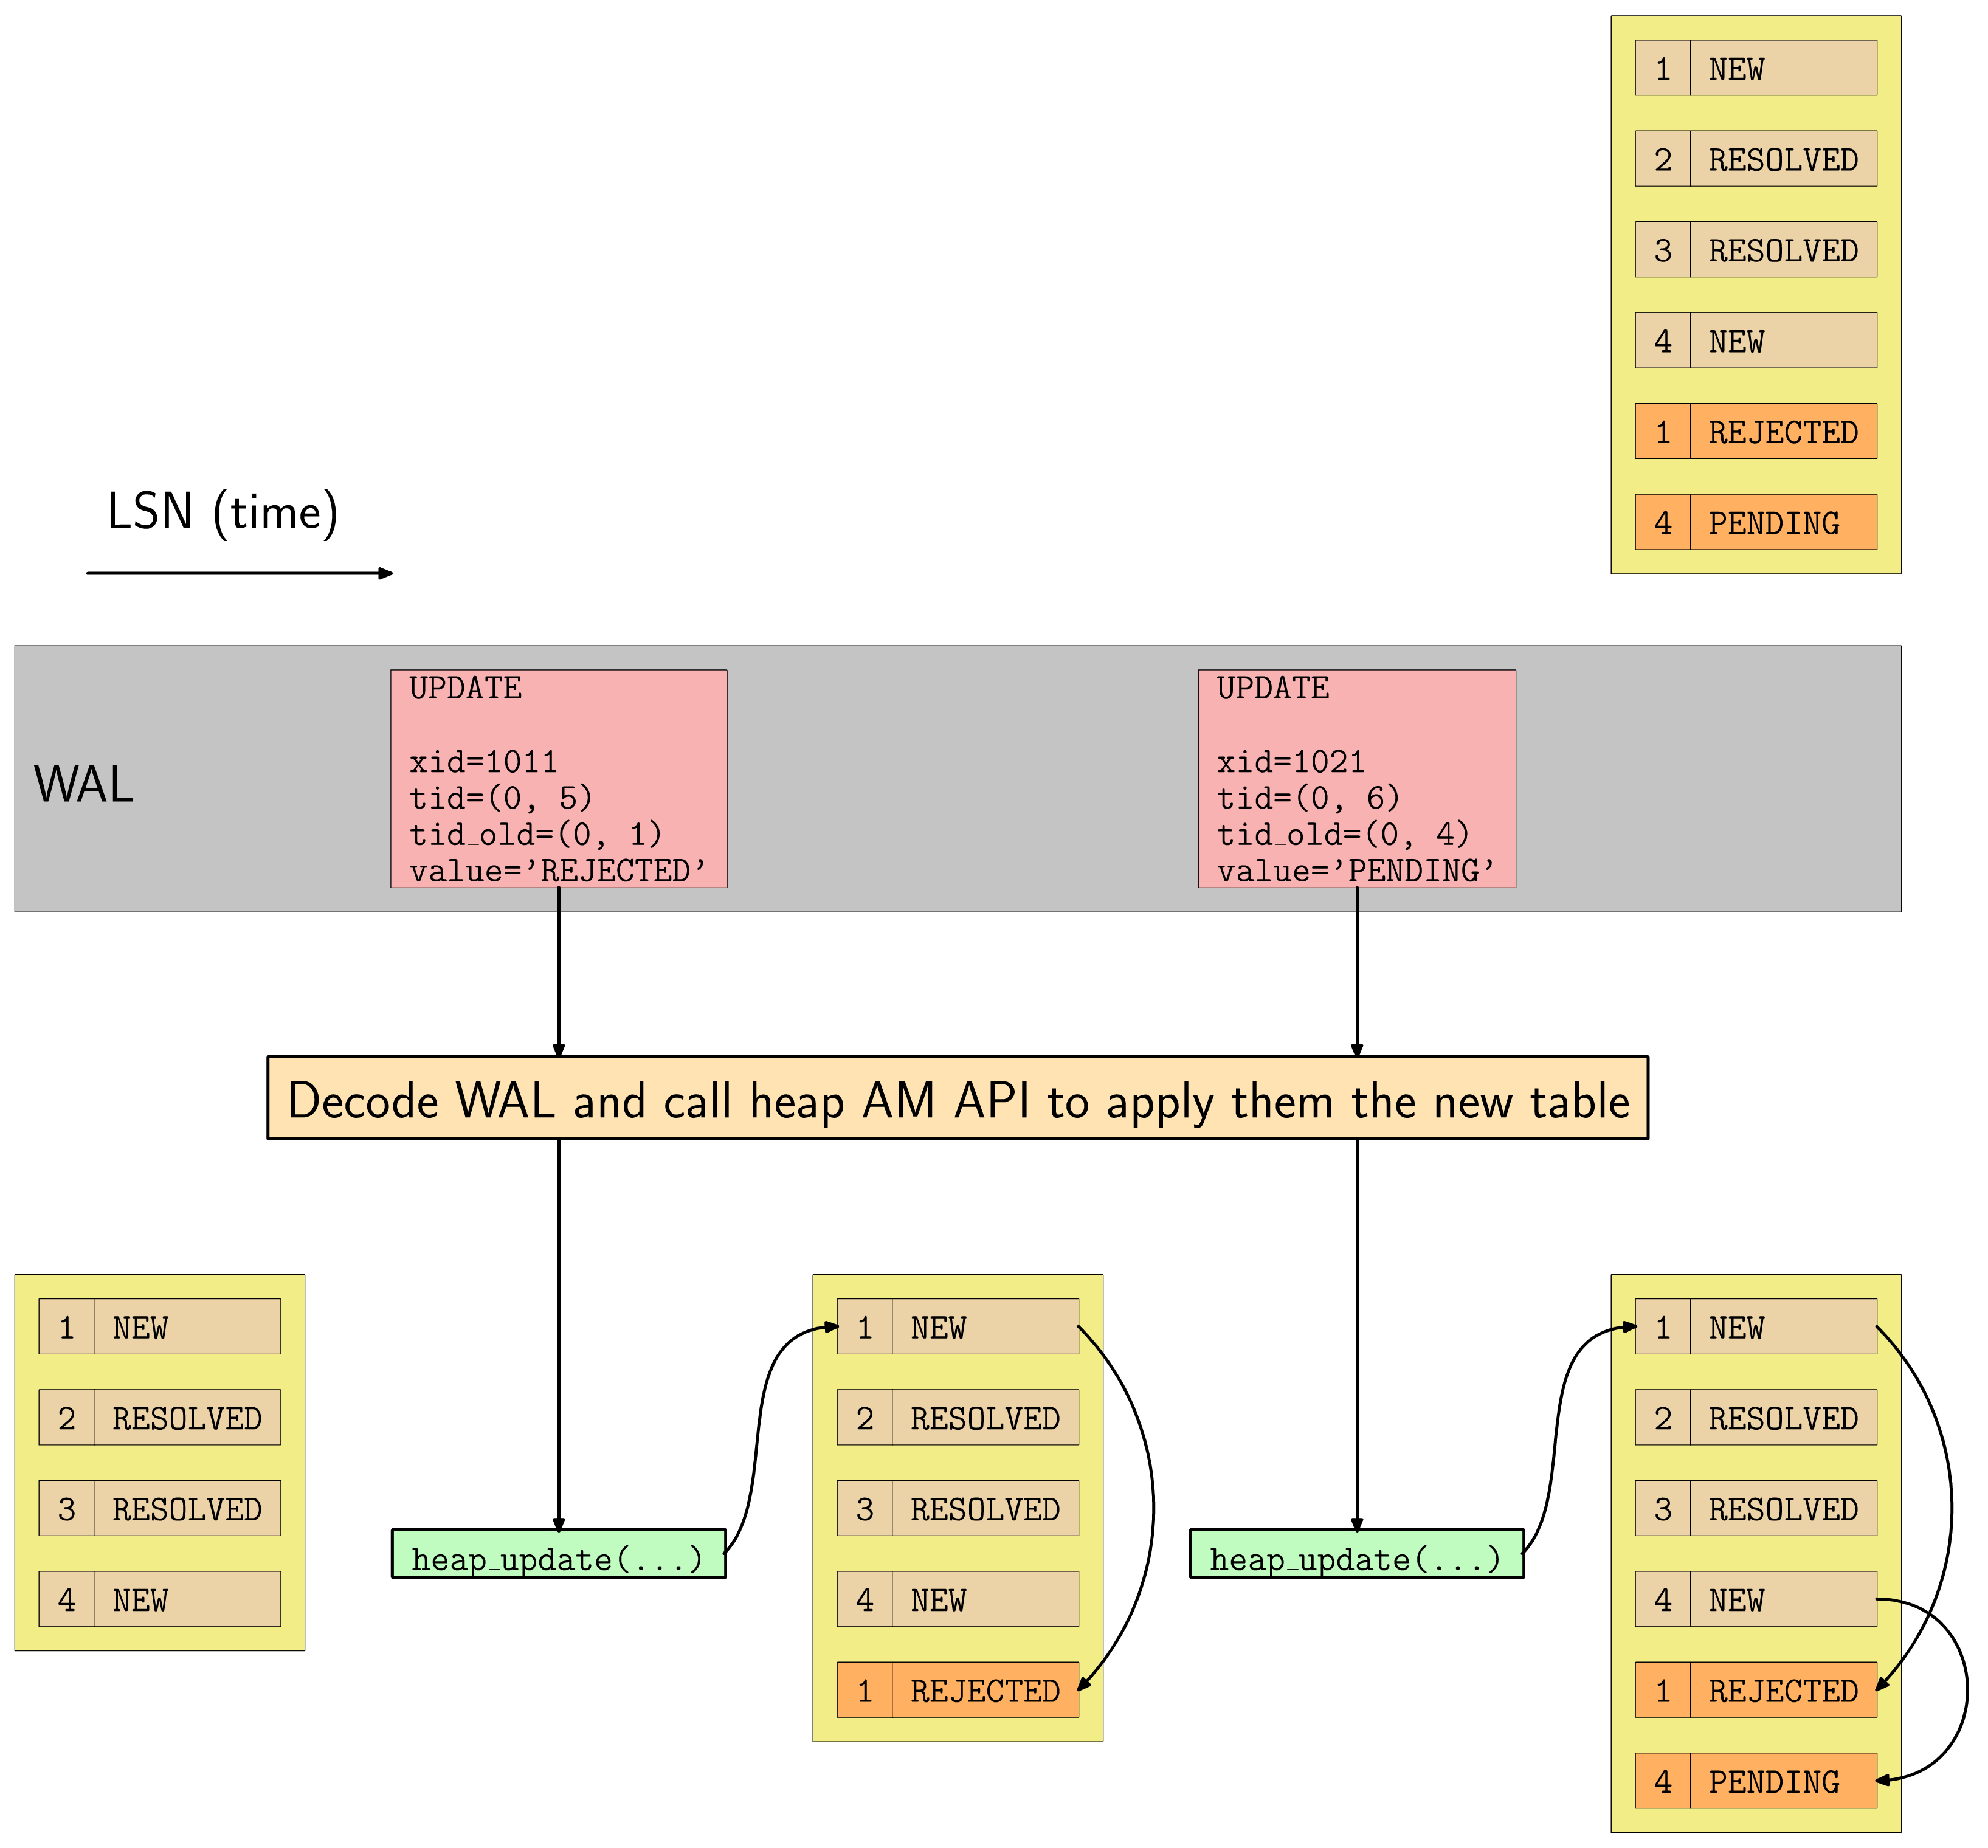 1 NEW
2 RESOLVED
3 RESOLVED
4 NEW
1 REJECTED
4 PENDING
LSN (time)
WAL
UPDATE
xid=1011
tid=(0, 5)
tid_old=(0, 1)
value='REJECTED'
UPDATE
xid=1021
tid=(0, 6)
tid_old=(0, 4)
value='PENDING'
Decode WAL and call heap AM API to apply them the new table
1 NEW
2 RESOLVED
3 RESOLVED
4 NEW
heap_update(...)
1 NEW
2 RESOLVED
3 RESOLVED
4 NEW
1 REJECTED
heap_update(...)
1 NEW
2 RESOLVED
3 RESOLVED
4 NEW
1 REJECTED
4 PENDING